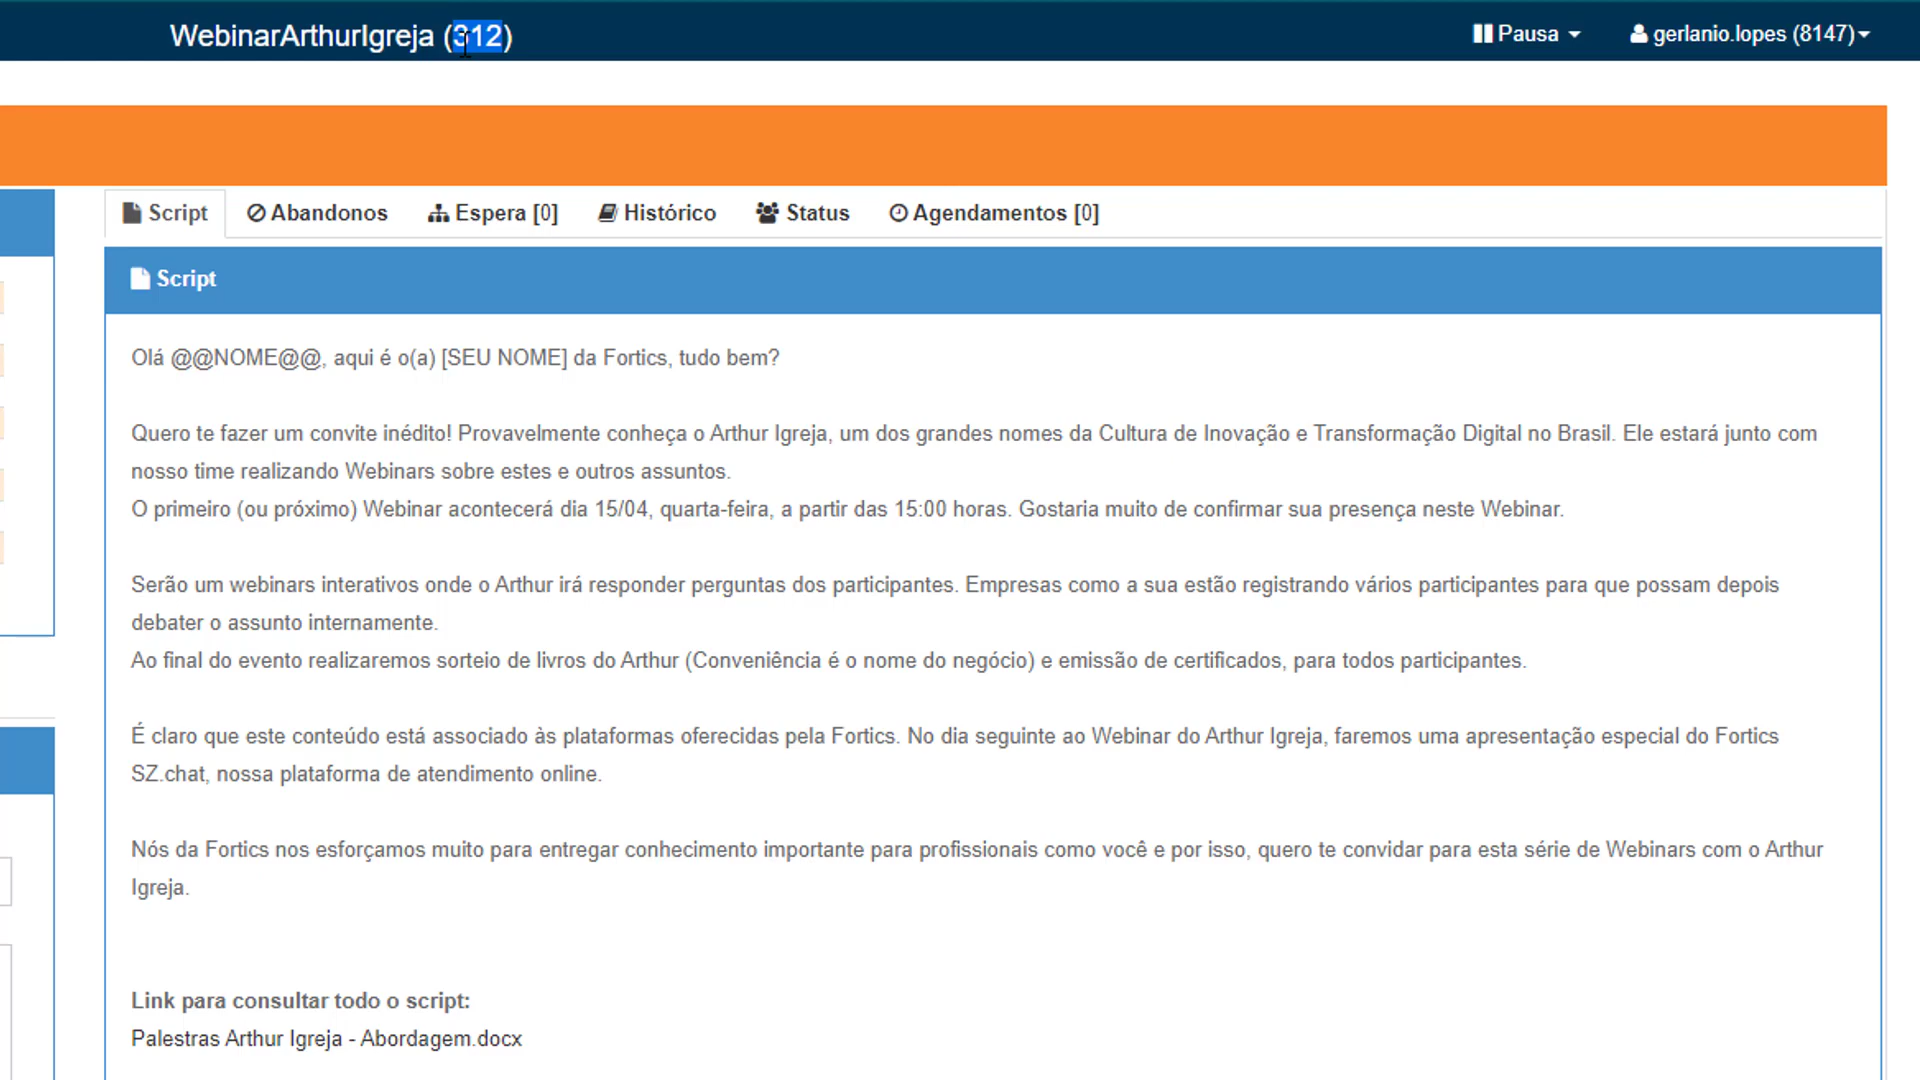 WebinarArthurIgreja (312)
Pausa
gerlanio.lopes (8147)
Script
Abandonos
Espera [0]
Histórico
Status
Agendamentos [0]
Script
Olá @@NOME@@, aqui é o(a) [SEU NOME] da Fortics, tudo bem?
Quero te fazer um convite inédito! Provavelmente conheça o Arthur Igreja, um dos grandes nomes da Cultura de Inovação e Transformação Digital no Brasil. Ele estará junto com
nosso time realizando Webinars sobre estes e outros assuntos.
O primeiro (ou próximo) Webinar acontecerá dia 15/04, quarta-feira, a partir das 15:00 horas. Gostaria muito de confirmar sua presença neste Webinar.
Serão um webinars interativos onde o Arthur irá responder perguntas dos participantes. Empresas como a sua estão registrando vários participantes para que possam depois
debater o assunto internamente.
Ao final do evento realizaremos sorteio de livros do Arthur (Conveniência é o nome do negócio) e emissão de certificados, para todos participantes.
É claro que este conteúdo está associado às plataformas oferecidas pela Fortics. No dia seguinte ao Webinar do Arthur Igreja, faremos uma apresentação especial do Fortics
SZ.chat, nossa plataforma de atendimento online.
Nós da Fortics nos esforçamos muito para entregar conhecimento importante para profissionais como você e por isso, quero te convidar para esta série de Webinars com o Arthur
Igreja.
Link para consultar todo o script:
Palestras Arthur Igreja - Abordagem.docx